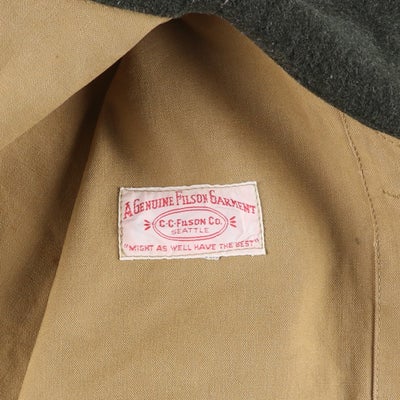 A GENUINE FILSON GARMENT
C·C·FILSON CO.
SEATTLE
"MIGHT AS WELL HAVE THE BEST"